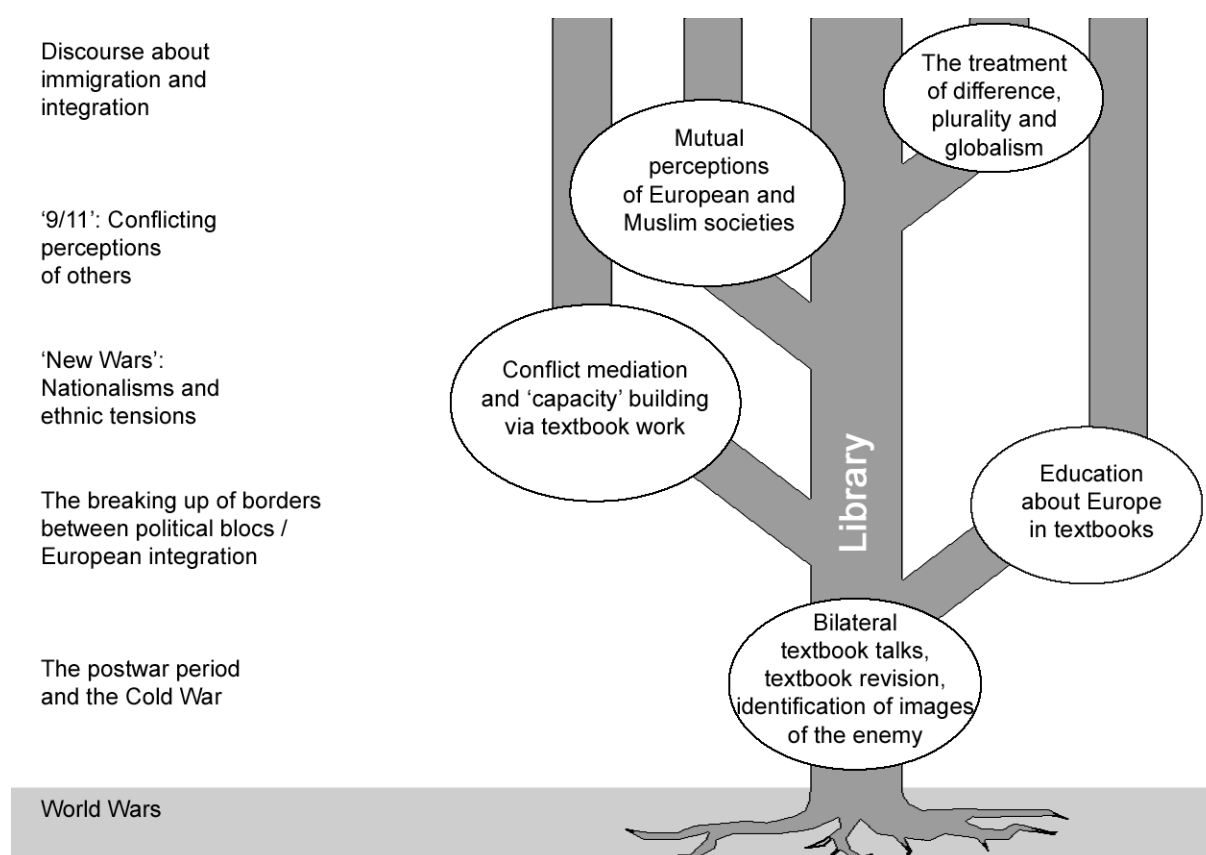 Discourse about
immigration and
integration
The treatment
of difference,
plurality and
globalism
Mutual
perceptions
of European and
Muslim societies
‘9/11’: Conflicting
perceptions
of others
‘New Wars’:
Nationalisms and
ethnic tensions
Conflict mediation
and ‘capacity’ building
via textbook work
Library
Education
about Europe
in textbooks
The breaking up of borders
between political blocs /
European integration
Bilateral
textbook talks,
textbook revision,
identification of images
of the enemy
The postwar period
and the Cold War
World Wars